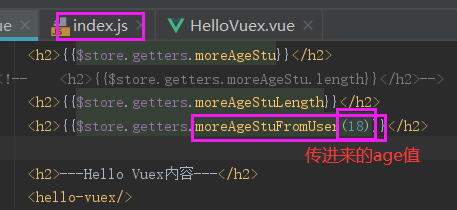 ue index.js HelloVuex.vue
<h2>{{$store.getters.moreAgeStu}}</h2>
<!-- <h2>{{$store.getters.moreAgeStu.length}}</h2>-->
<h2>{{$store.getters.moreAgeStuLength}}</h2>
<h2>{{$store.getters.moreAgeStuFromUser(18)}}</h2>
传进来的age值
<h2>---Hello Vuex内容---</h2>
<hello-vuex/>